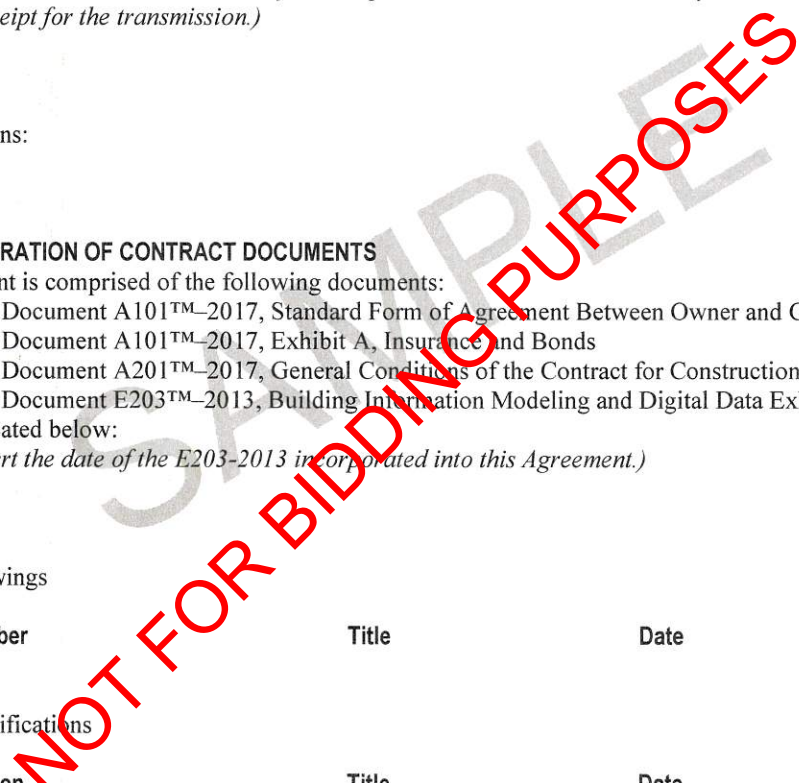 eipt for the transmission.)
ns:
RATION OF CONTRACT DOCUMENTS
nt is comprised of the following documents:
Document A101™–2017, Standard Form of Agreement Between Owner and C
Document A101™–2017, Exhibit A, Insurance and Bonds
Document A201™–2017, General Conditions of the Contract for Construction
Document E203™–2013, Building Information Modeling and Digital Data Ex
ated below:
rt the date of the E203-2013 incorporated into this Agreement.)
wings
ber Title Date
ifications
on Title Date
SAMPLE
NOT FOR BIDDING PURPOSES